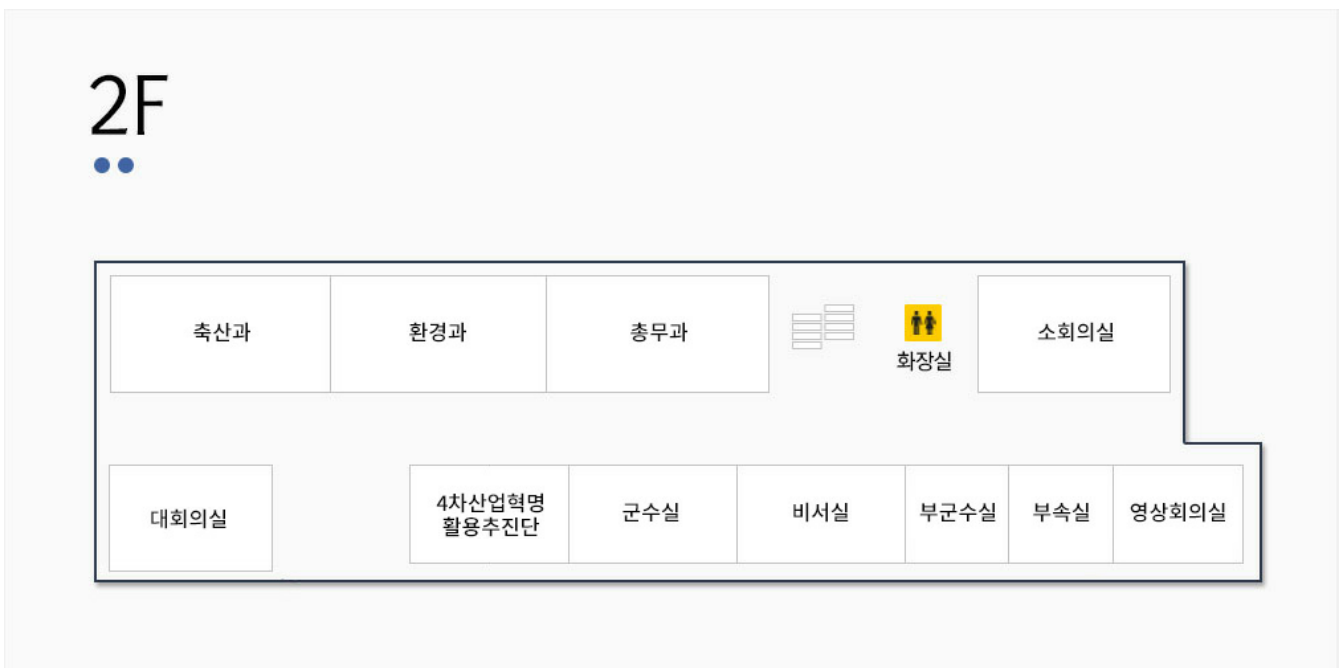 2F
축산과
환경과
총무과
화장실
소회의실
대회의실
4차산업혁명
활용추진단
군수실
비서실
부군수실
부속실
영상회의실